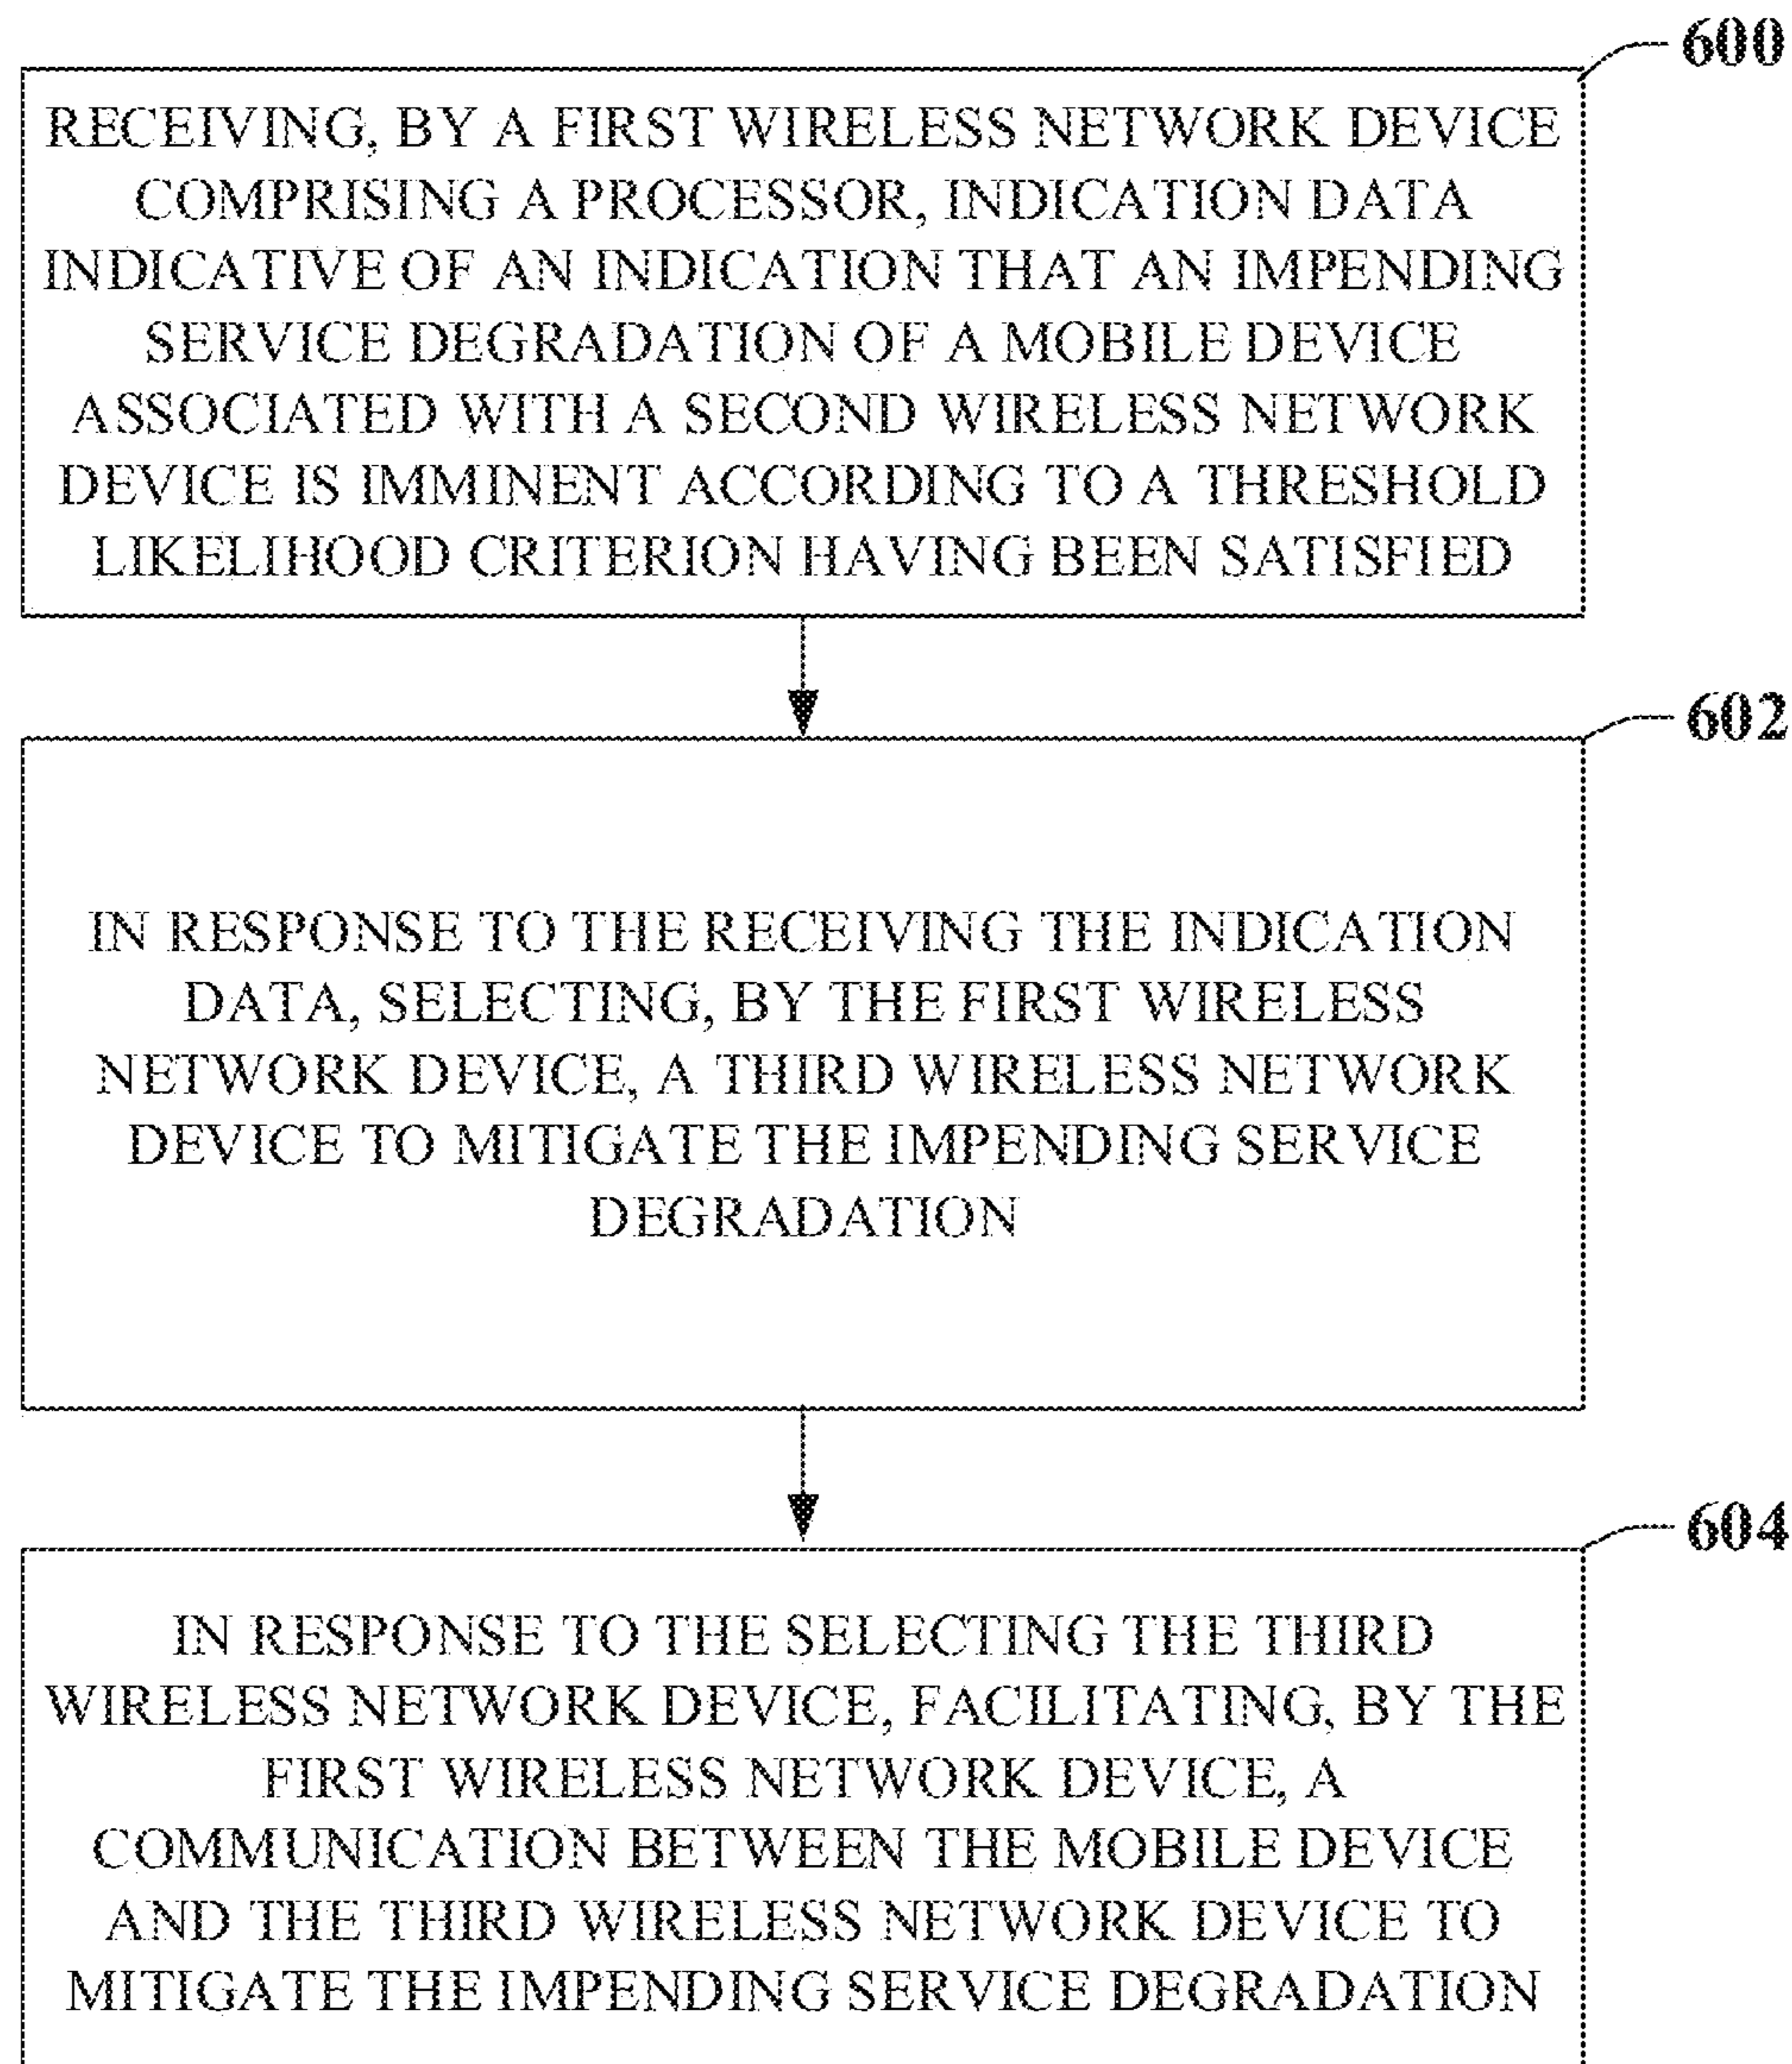 600
RECEIVING, BY A FIRST WIRELESS NETWORK DEVICE
COMPRISING A PROCESSOR, INDICATION DATA
INDICATIVE OF AN INDICATION THAT AN IMPENDING
SERVICE DEGRADATION OF A MOBILE DEVICE
ASSOCIATED WITH A SECOND WIRELESS NETWORK
DEVICE IS IMMINENT ACCORDING TO A THRESHOLD
LIKELIHOOD CRITERION HAVING BEEN SATISFIED
602
IN RESPONSE TO THE RECEIVING THE INDICATION
DATA, SELECTING, BY THE FIRST WIRELESS
NETWORK DEVICE, A THIRD WIRELESS NETWORK
DEVICE TO MITIGATE THE IMPENDING SERVICE
DEGRADATION
604
IN RESPONSE TO THE SELECTING THE THIRD
WIRELESS NETWORK DEVICE, FACILITATING, BY THE
FIRST WIRELESS NETWORK DEVICE, A
COMMUNICATION BETWEEN THE MOBILE DEVICE
AND THE THIRD WIRELESS NETWORK DEVICE TO
MITIGATE THE IMPENDING SERVICE DEGRADATION